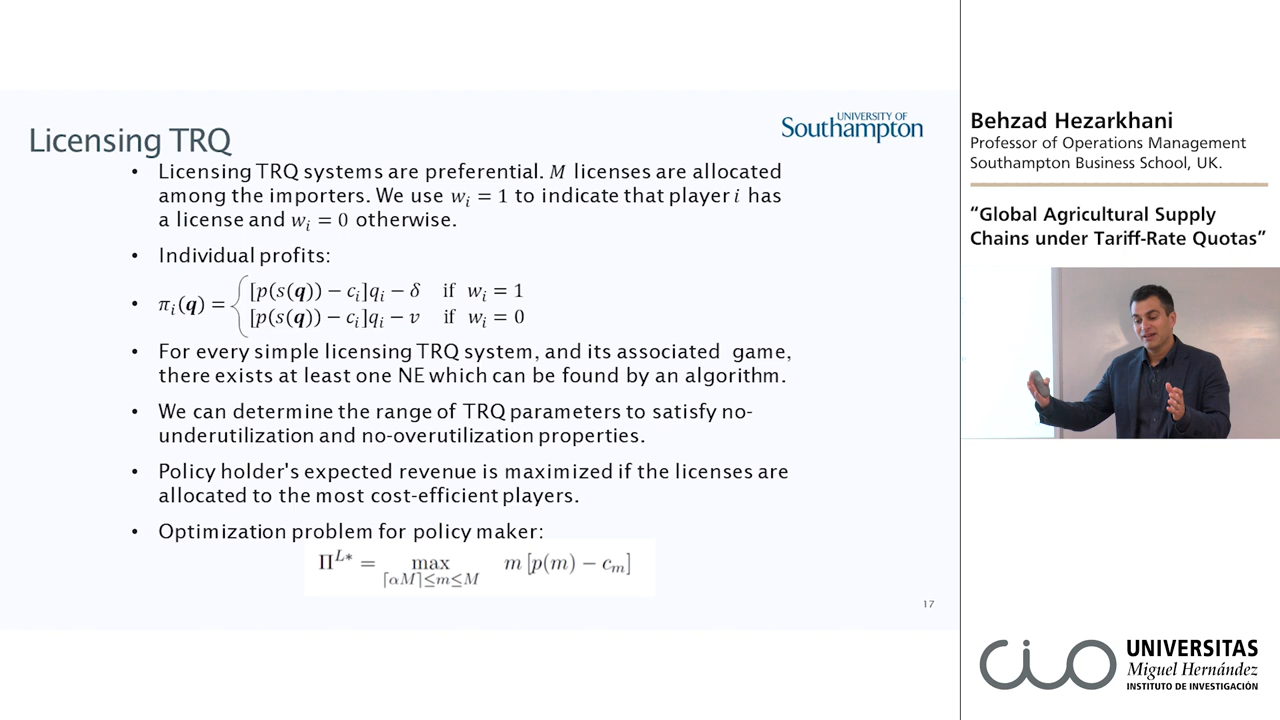 Licensing TRQ
UNIVERSITY OF
Southampton
• Licensing TRQ systems are preferential. M licenses are allocated
among the importers. We use wᵢ = 1 to indicate that player i has
a license and wᵢ = 0 otherwise.
• Individual profits:
• πᵢ(𝒒) = { [p(s(𝒒)) − cᵢ]qᵢ − δ if wᵢ = 1
[p(s(𝒒)) − cᵢ]qᵢ − v if wᵢ = 0
• For every simple licensing TRQ system, and its associated game,
there exists at least one NE which can be found by an algorithm.
• We can determine the range of TRQ parameters to satisfy no-
underutilization and no-overutilization properties.
• Policy holder's expected revenue is maximized if the licenses are
allocated to the most cost-efficient players.
• Optimization problem for policy maker:
Π^{L*} = max m [p(m) − cₘ]
⌈αM⌉≤m≤M
17
Behzad Hezarkhani
Professor of Operations Management
Southampton Business School, UK.
“Global Agricultural Supply
Chains under Tariff-Rate Quotas”
CIO
UNIVERSITAS
Miguel Hernández
INSTITUTO DE INVESTIGACIÓN